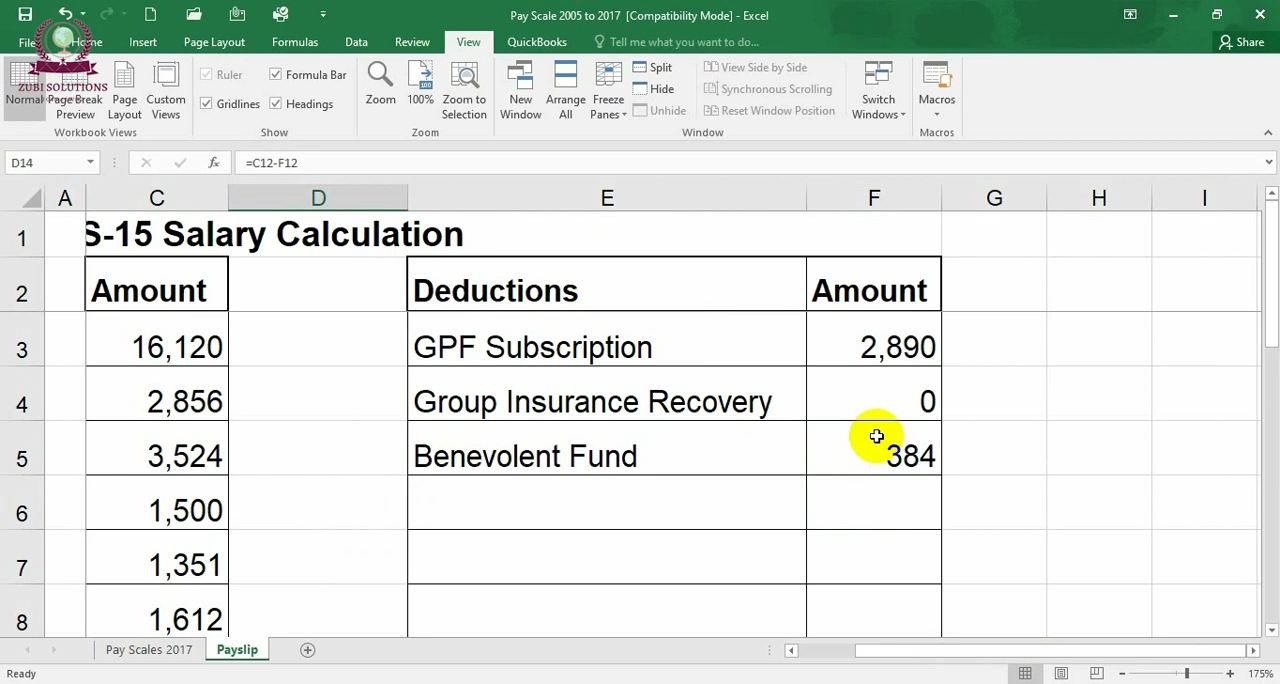 Pay Scale 2005 to 2017 [Compatibility Mode] - Excel
File Home Insert Page Layout Formulas Data Review View QuickBooks Tell me what you want to do... Share
ZUBI SOLUTIONS
Normal Page Break Preview Page Layout Custom Views
Ruler Formula Bar
Gridlines Headings
Zoom 100% Zoom to Selection
New Window Arrange All Freeze Panes
Split
Hide
Unhide
View Side by Side
Synchronous Scrolling
Reset Window Position
Switch Windows
Macros
Workbook Views Show Zoom Window Macros
D14 fx =C12-F12
A C D E F G H I
1 S-15 Salary Calculation
2 Amount Deductions Amount
3 16,120 GPF Subscription 2,890
4 2,856 Group Insurance Recovery 0
5 3,524 Benevolent Fund 384
6 1,500
7 1,351
8 1,612
Pay Scales 2017 Payslip
Ready 175%